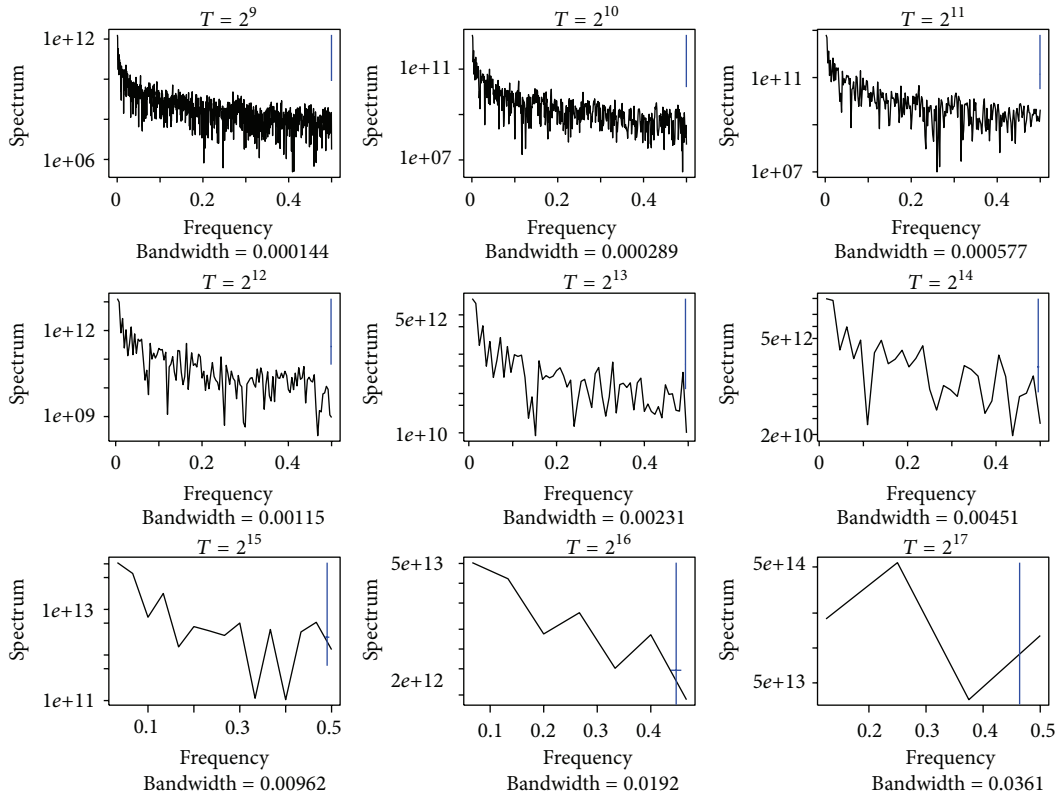 T = 2^9
Spectrum
1e+12
1e+06
0 0.2 0.4
Frequency
Bandwidth = 0.000144
T = 2^10
Spectrum
1e+11
1e+07
0 0.2 0.4
Frequency
Bandwidth = 0.000289
T = 2^11
Spectrum
1e+11
1e+07
0 0.2 0.4
Frequency
Bandwidth = 0.000577
T = 2^12
Spectrum
1e+12
1e+09
0 0.2 0.4
Frequency
Bandwidth = 0.00115
T = 2^13
Spectrum
5e+12
1e+10
0 0.2 0.4
Frequency
Bandwidth = 0.00231
T = 2^14
Spectrum
5e+12
2e+10
0 0.2 0.4
Frequency
Bandwidth = 0.00451
T = 2^15
Spectrum
1e+13
1e+11
0.1 0.3 0.5
Frequency
Bandwidth = 0.00962
T = 2^16
Spectrum
5e+13
2e+12
0.1 0.2 0.3 0.4
Frequency
Bandwidth = 0.0192
T = 2^17
Spectrum
5e+14
5e+13
0.2 0.3 0.4 0.5
Frequency
Bandwidth = 0.0361